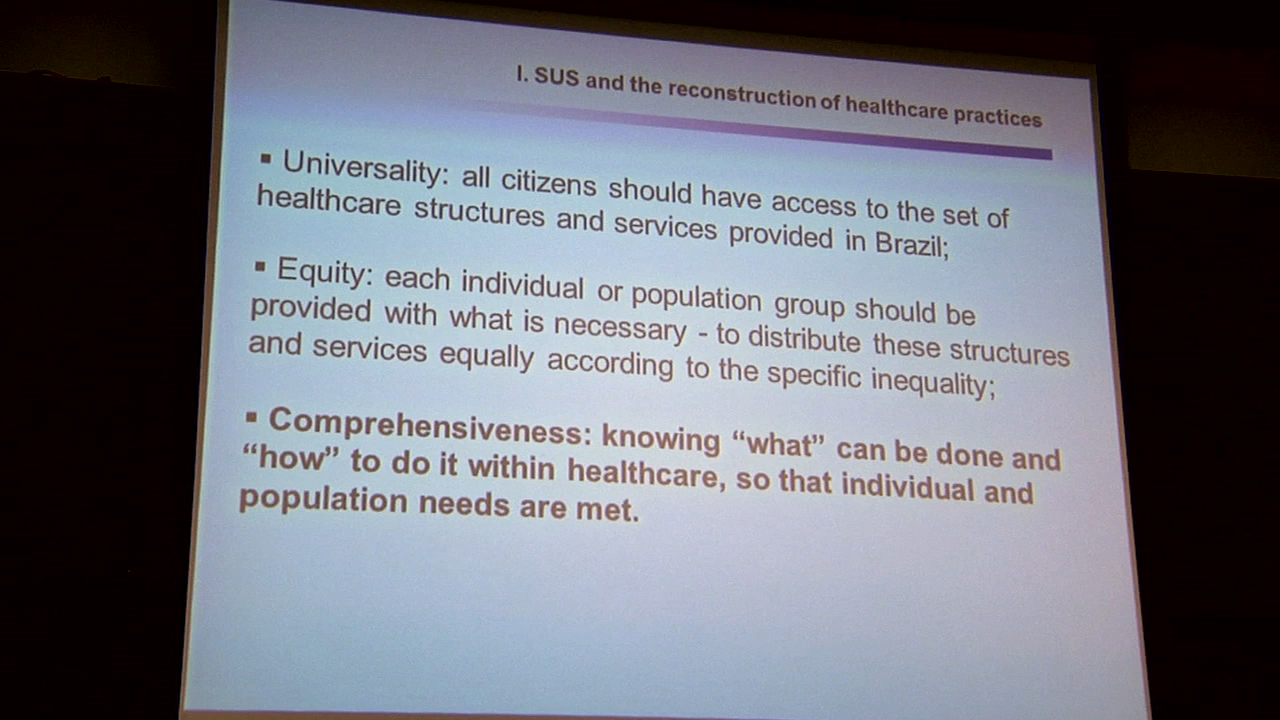 I. SUS and the reconstruction of healthcare practices
▪ Universality: all citizens should have access to the set of
healthcare structures and services provided in Brazil;
▪ Equity: each individual or population group should be
provided with what is necessary - to distribute these structures
and services equally according to the specific inequality;
▪ Comprehensiveness: knowing “what” can be done and
“how” to do it within healthcare, so that individual and
population needs are met.